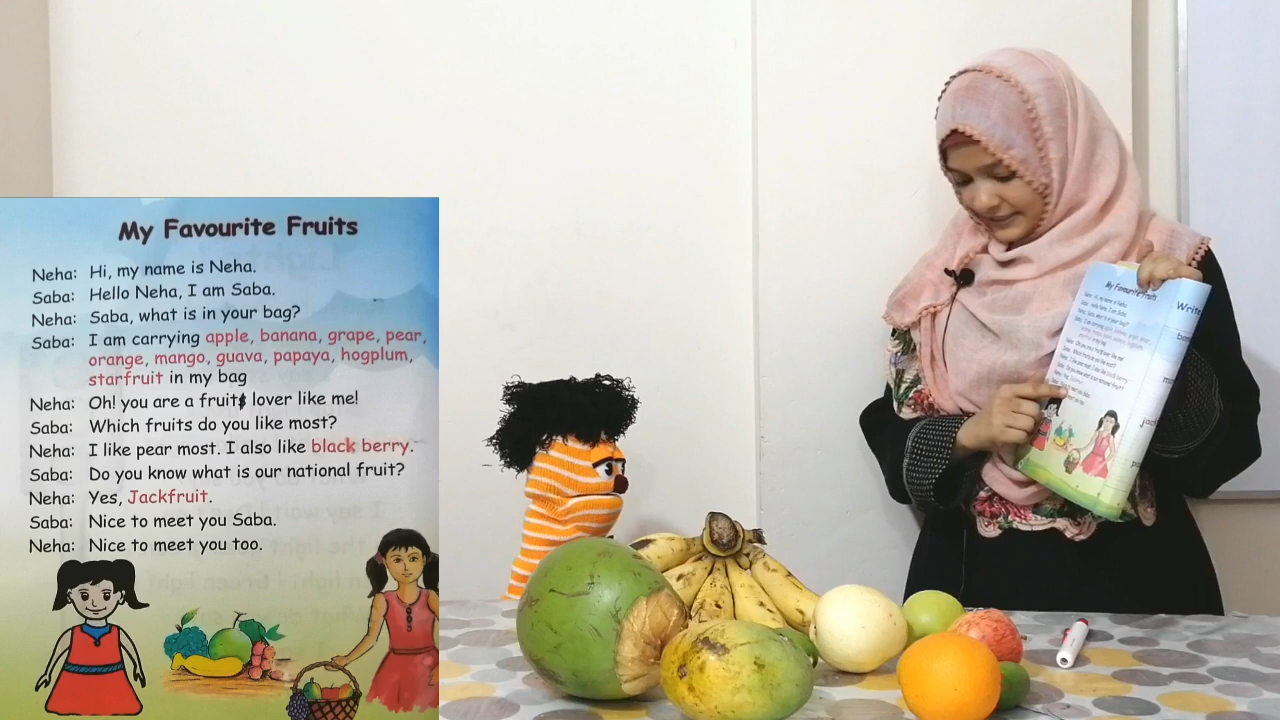 My Favourite Fruits
Neha: Hi, my name is Neha.
Saba: Hello Neha, I am Saba.
Neha: Saba, what is in your bag?
Saba: I am carrying apple, banana, grape, pear,
orange, mango, guava, papaya, hogplum,
starfruit in my bag
Neha: Oh! you are a fruit lover like me!
Saba: Which fruits do you like most?
Neha: I like pear most. I also like black berry.
Saba: Do you know what is our national fruit?
Neha: Yes, Jackfruit.
Saba: Nice to meet you Saba.
Neha: Nice to meet you too.
My Favourite Fruits
Write